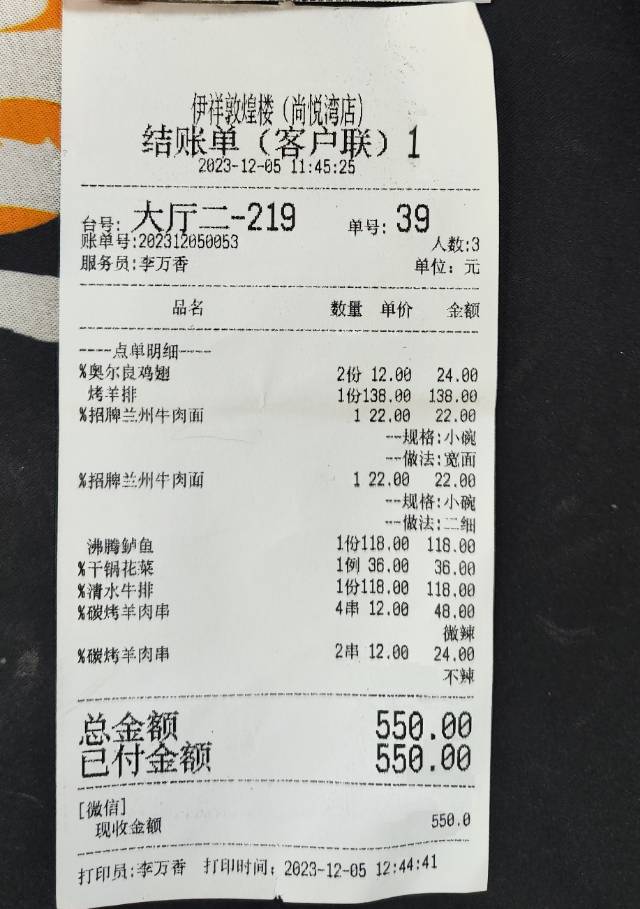 伊祥敦煌楼（尚悦湾店）
结账单（客户联）1
2023-12-05 11:45:25
台号: 大厅二-219 单号: 39
账单号:202312050053 人数:3
服务员:李万香 单位: 元
品名 数量 单价 金额
----点单明细----
%奥尔良鸡翅 2份 12.00 24.00
烤羊排 1份138.00 138.00
%招牌兰州牛肉面 1 22.00 22.00
--规格:小碗
--做法:宽面
%招牌兰州牛肉面 1 22.00 22.00
--规格:小碗
--做法:二细
沸腾鲈鱼 1份118.00 118.00
%干锅花菜 1例 36.00 36.00
%清水牛排 1份118.00 118.00
%碳烤羊肉串 4串 12.00 48.00
微辣
%碳烤羊肉串 2串 12.00 24.00
不辣
总金额 550.00
已付金额 550.00
[微信]
现收金额 550.0
打印员:李万香 打印时间: 2023-12-05 12:44:41